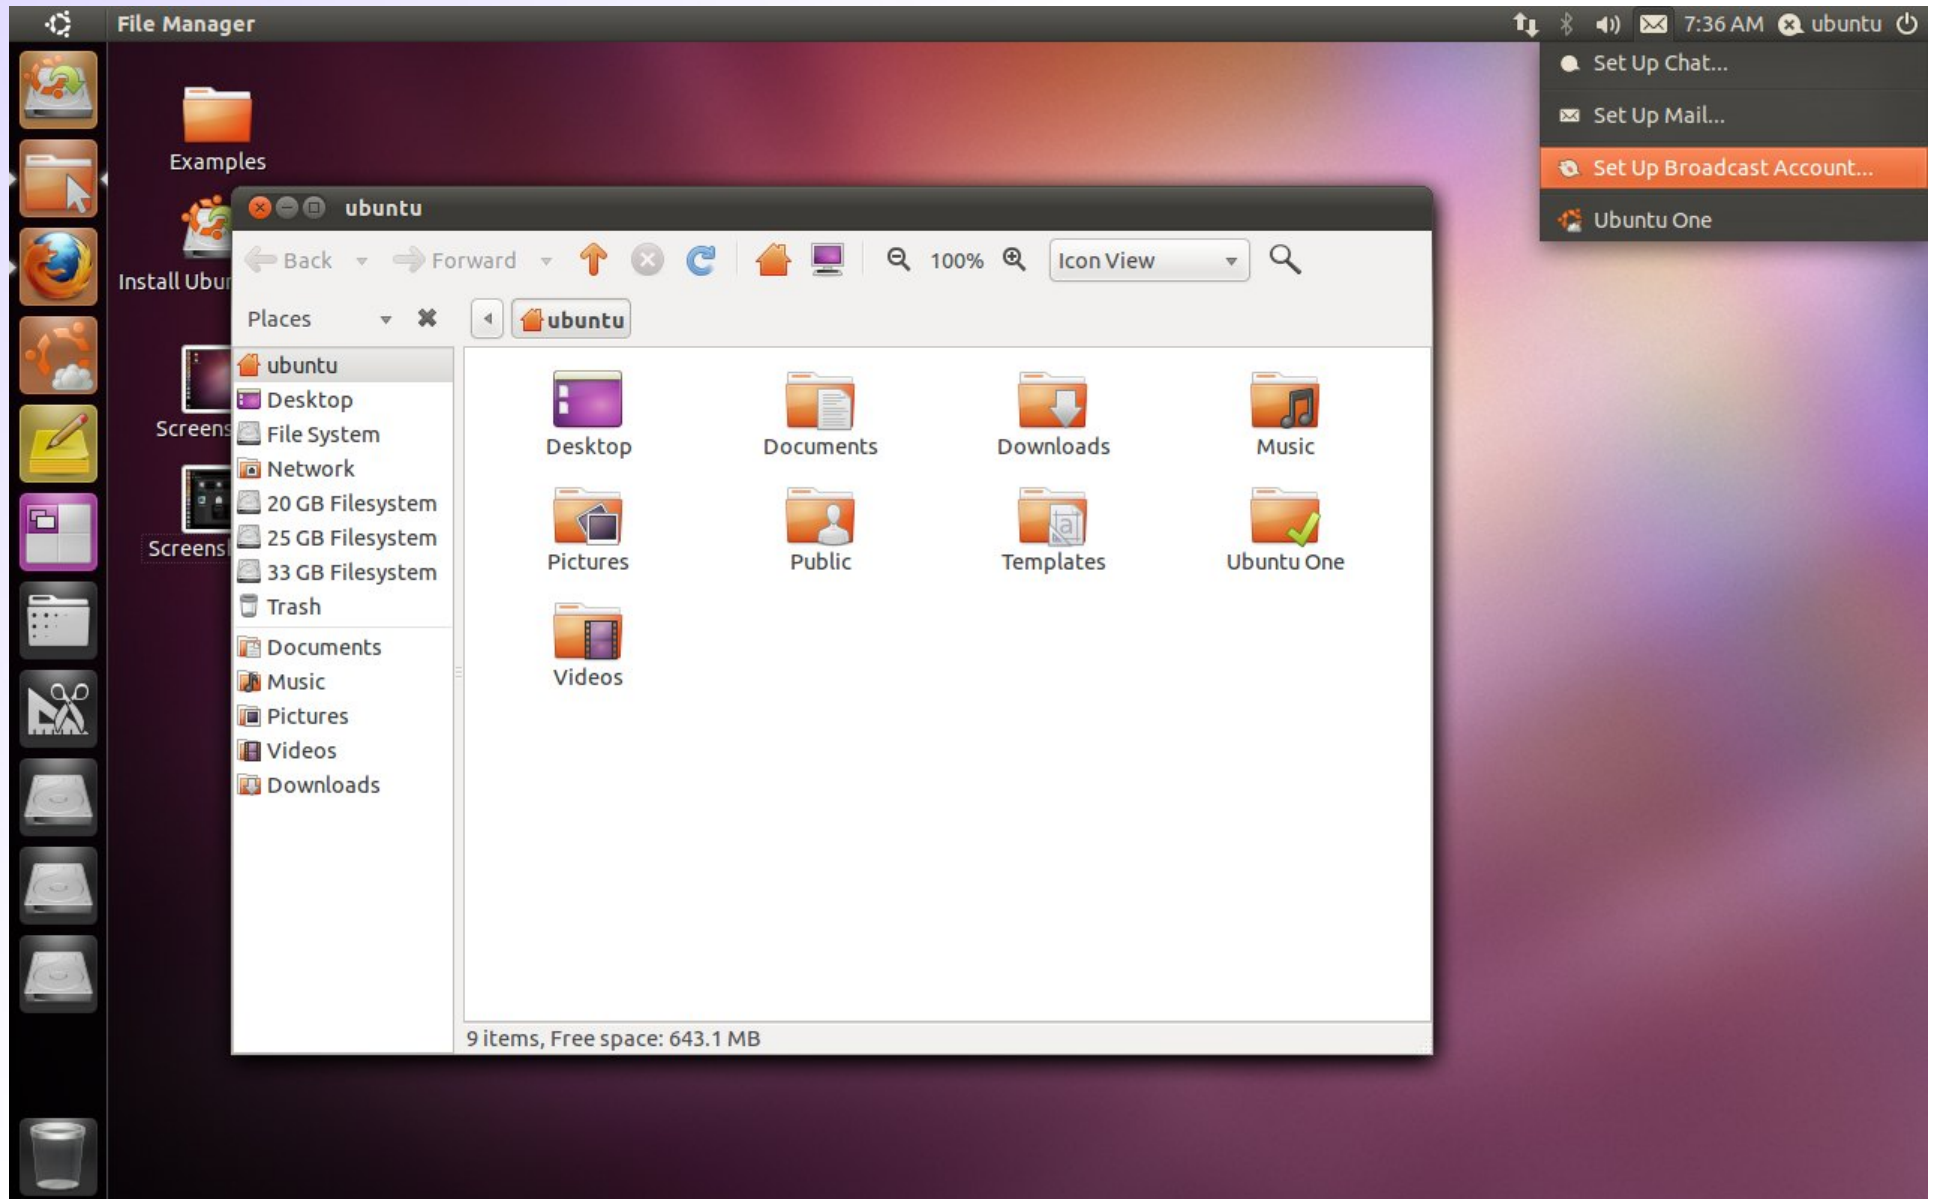 File Manager
7:36 AM ubuntu
Set Up Chat...
Set Up Mail...
Set Up Broadcast Account...
Ubuntu One
Examples
Install Ubun
Screens
Screensh
ubuntu
Back Forward 100% Icon View
Places ubuntu
ubuntu
Desktop
File System
Network
20 GB Filesystem
25 GB Filesystem
33 GB Filesystem
Trash
Documents
Music
Pictures
Videos
Downloads
Desktop Documents Downloads Music
Pictures Public Templates Ubuntu One
Videos
9 items, Free space: 643.1 MB